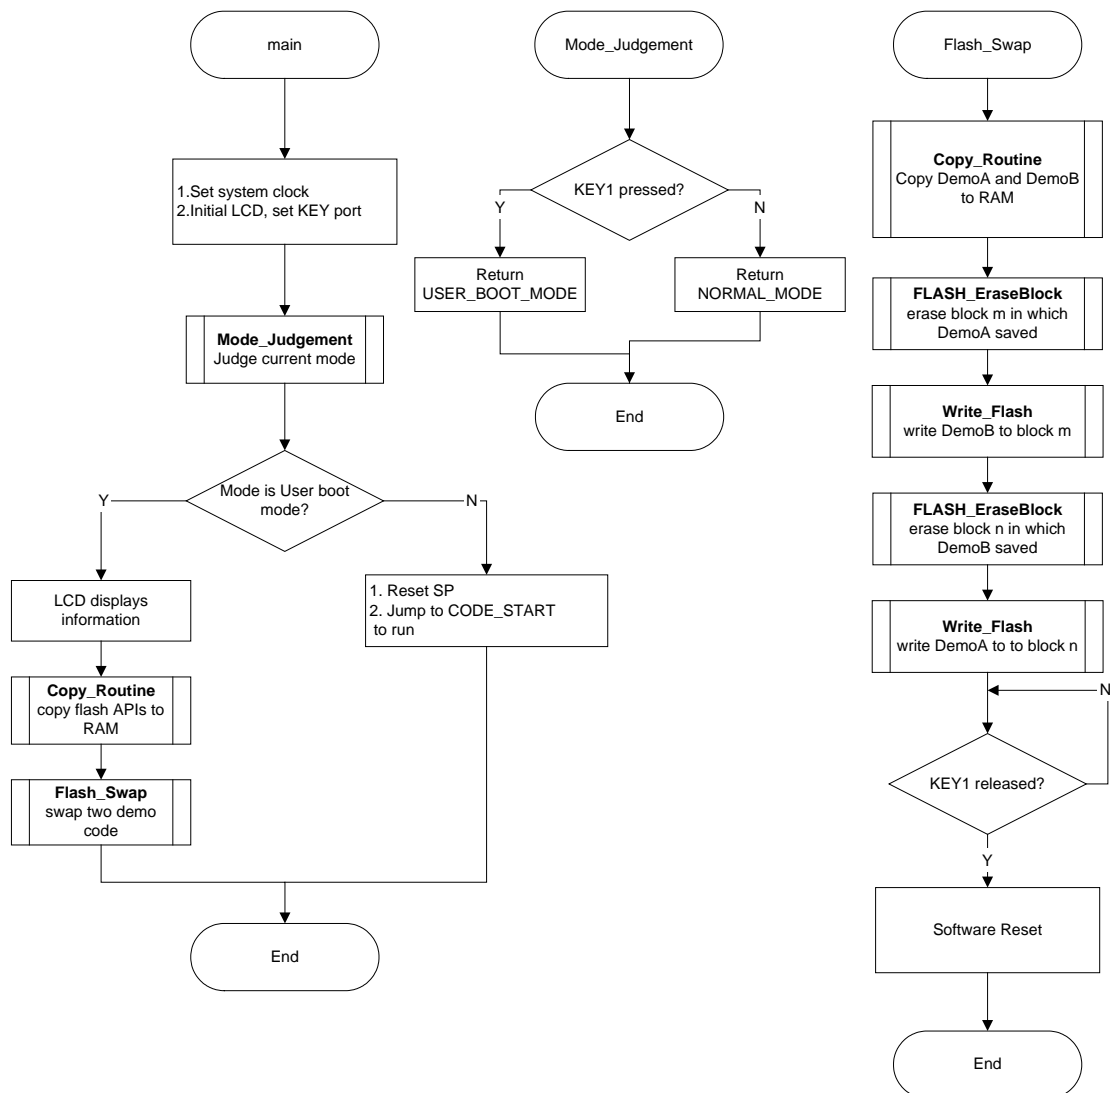 main
1.Set system clock
2.Initial LCD, set KEY port
Mode_Judgement
Judge current mode
Mode is User boot
mode?
Y
N
LCD displays
information
1. Reset SP
2. Jump to CODE_START
to run
Copy_Routine
copy flash APIs to
RAM
Flash_Swap
swap two demo
code
End
Mode_Judgement
KEY1 pressed?
Y
N
Return
USER_BOOT_MODE
Return
NORMAL_MODE
End
Flash_Swap
Copy_Routine
Copy DemoA and DemoB
to RAM
FLASH_EraseBlock
erase block m in which
DemoA saved
Write_Flash
write DemoB to block m
FLASH_EraseBlock
erase block n in which
DemoB saved
Write_Flash
write DemoA to to block n
N
KEY1 released?
Y
Software Reset
End